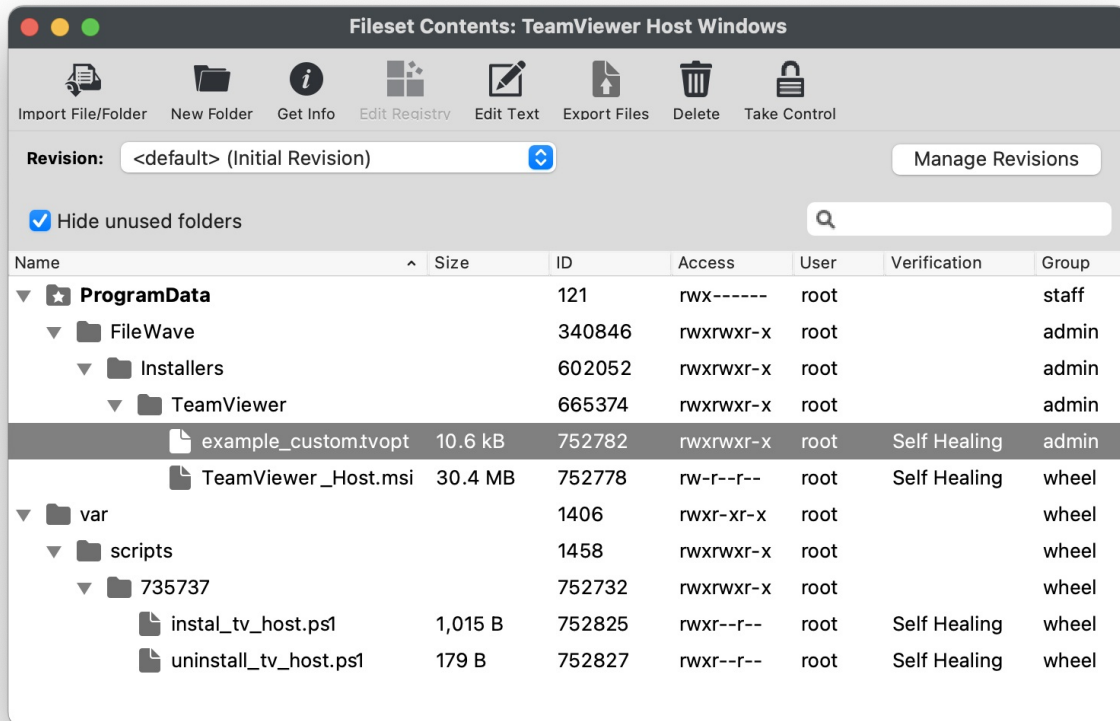 Fileset Contents: TeamViewer Host Windows
Import File/Folder New Folder Get Info Edit Registry Edit Text Export Files Delete Take Control
Revision: <default> (Initial Revision) Manage Revisions
Hide unused folders
Name Size ID Access User Verification Group
ProgramData 121 rwx------ root staff
FileWave 340846 rwxrwxr-x root admin
Installers 602052 rwxrwxr-x root admin
TeamViewer 665374 rwxrwxr-x root admin
example_custom.tvopt 10.6 kB 752782 rwxrwxr-x root Self Healing admin
TeamViewer_Host.msi 30.4 MB 752778 rw-r--r-- root Self Healing wheel
var 1406 rwxr-xr-x root wheel
scripts 1458 rwxrwxr-x root wheel
735737 752732 rwxrwxr-x root wheel
instal_tv_host.ps1 1,015 B 752825 rwxr--r-- root Self Healing wheel
uninstall_tv_host.ps1 179 B 752827 rwxr--r-- root Self Healing wheel